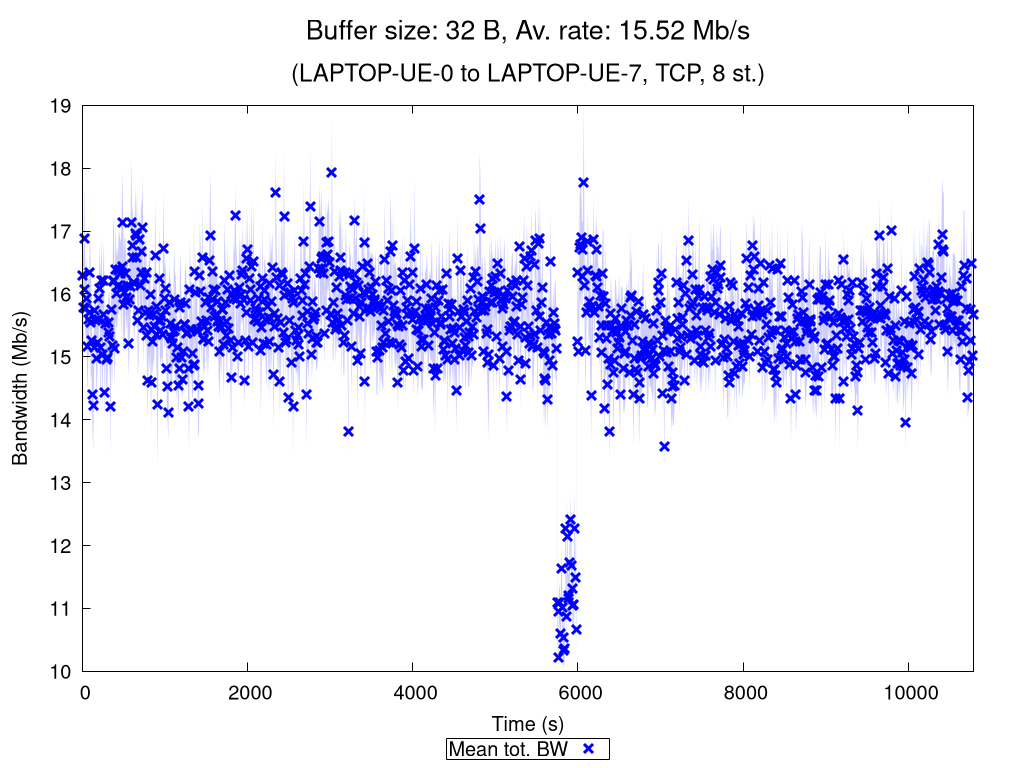 Buffer size: 32 B, Av. rate: 15.52 Mb/s
(LAPTOP-UE-0 to LAPTOP-UE-7, TCP, 8 st.)
19
18
17
16
15
14
13
12
11
10
Bandwidth (Mb/s)
0 2000 4000 6000 8000 10000
Time (s)
Mean tot. BW